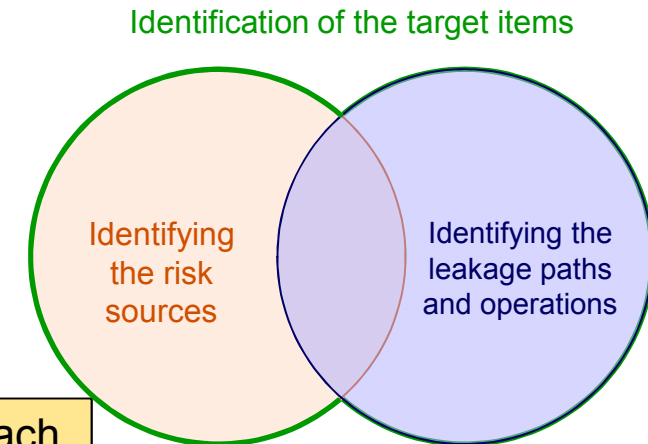 Identification of the target items
Identifying
the risk
sources
Identifying the
leakage paths
and operations